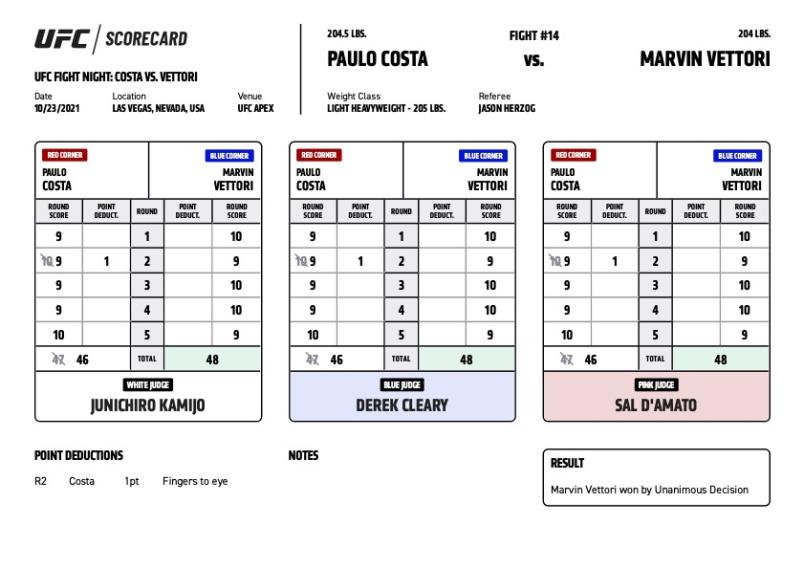 UFC / SCORECARD
UFC FIGHT NIGHT: COSTA VS. VETTORI
Date Location Venue
10/23/2021 LAS VEGAS, NEVADA, USA UFC APEX
204.5 LBS. FIGHT #14 204 LBS.
PAULO COSTA VS. MARVIN VETTORI
Weight Class Referee
LIGHT HEAVYWEIGHT - 205 LBS. JASON HERZOG
RED CORNER BLUE CORNER
PAULO COSTA MARVIN VETTORI
ROUND SCORE POINT DEDUCT. ROUND POINT DEDUCT. ROUND SCORE
9 1 10
10 9 1 2 9
9 3 10
9 4 10
10 5 9
47 46 TOTAL 48
WHITE JUDGE
JUNICHIRO KAMIJO
RED CORNER BLUE CORNER
PAULO COSTA MARVIN VETTORI
ROUND SCORE POINT DEDUCT. ROUND POINT DEDUCT. ROUND SCORE
9 1 10
10 9 1 2 9
9 3 10
9 4 10
10 5 9
47 46 TOTAL 48
BLUE JUDGE
DEREK CLEARY
RED CORNER BLUE CORNER
PAULO COSTA MARVIN VETTORI
ROUND SCORE POINT DEDUCT. ROUND POINT DEDUCT. ROUND SCORE
9 1 10
10 9 1 2 9
9 3 10
9 4 10
10 5 9
47 46 TOTAL 48
PINK JUDGE
SAL D'AMATO
POINT DEDUCTIONS
R2 Costa 1pt Fingers to eye
NOTES
RESULT
Marvin Vettori won by Unanimous Decision